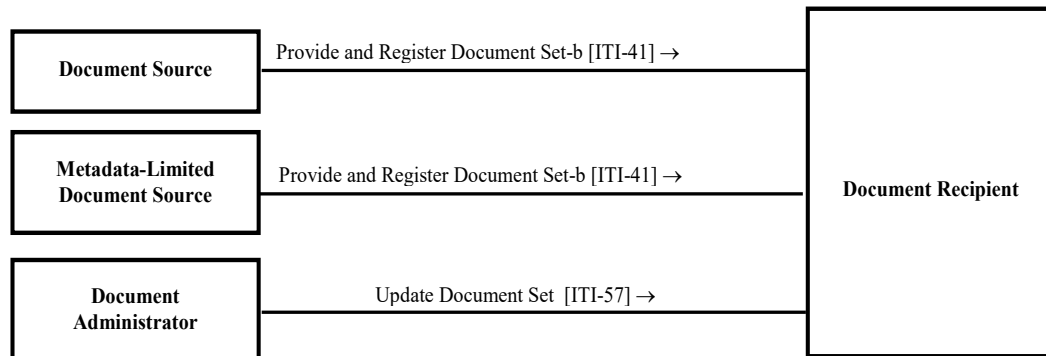 Provide and Register Document Set-b [ITI-41] →
Document Source
Metadata-Limited
Document Source
Provide and Register Document Set-b [ITI-41] →
Document Recipient
Update Document Set [ITI-57] →
Document
Administrator